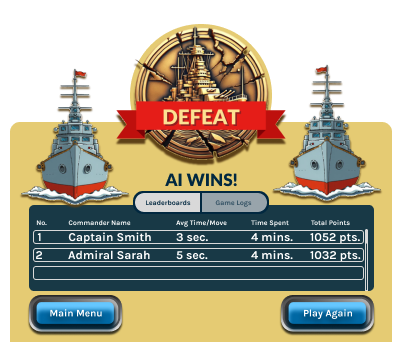 DEFEAT
AI WINS!
Leaderboards Game Logs
No. Commander Name Avg Time/Move Time Spent Total Points
1 Captain Smith 3 sec. 4 mins. 1052 pts.
2 Admiral Sarah 5 sec. 4 mins. 1032 pts.
Main Menu Play Again